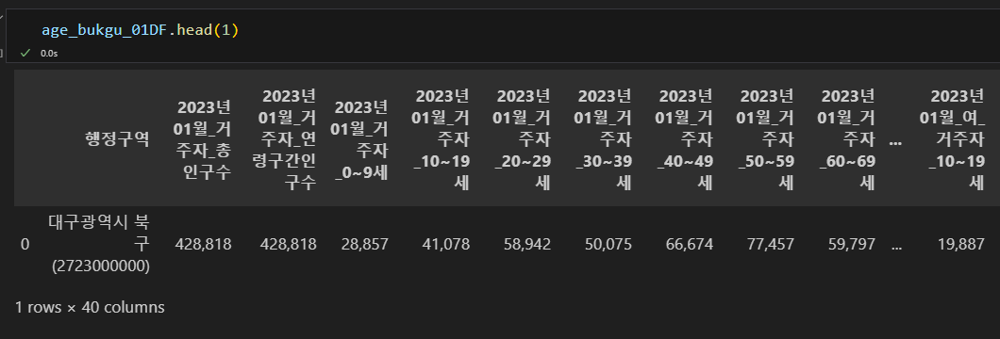 age_bukgu_01DF.head(1)
0.0s
행정구역 2023년 01월_거주자_총인구수 2023년 01월_거주자_연령구간인구수 2023년 01월_거주자_0~9세 2023년 01월_거주자_10~19세 2023년 01월_거주자_20~29세 2023년 01월_거주자_30~39세 2023년 01월_거주자_40~49세 2023년 01월_거주자_50~59세 2023년 01월_거주자_60~69세 ... 2023년 01월_여_거주자_10~19세
0 대구광역시 북구 (2723000000) 428,818 428,818 28,857 41,078 58,942 50,075 66,674 77,457 59,797 ... 19,887
1 rows × 40 columns